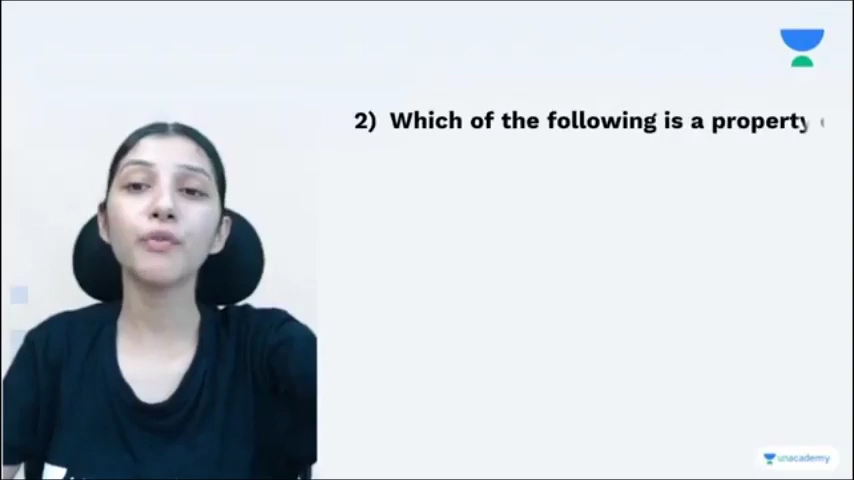 2) Which of the following is a property
unacademy